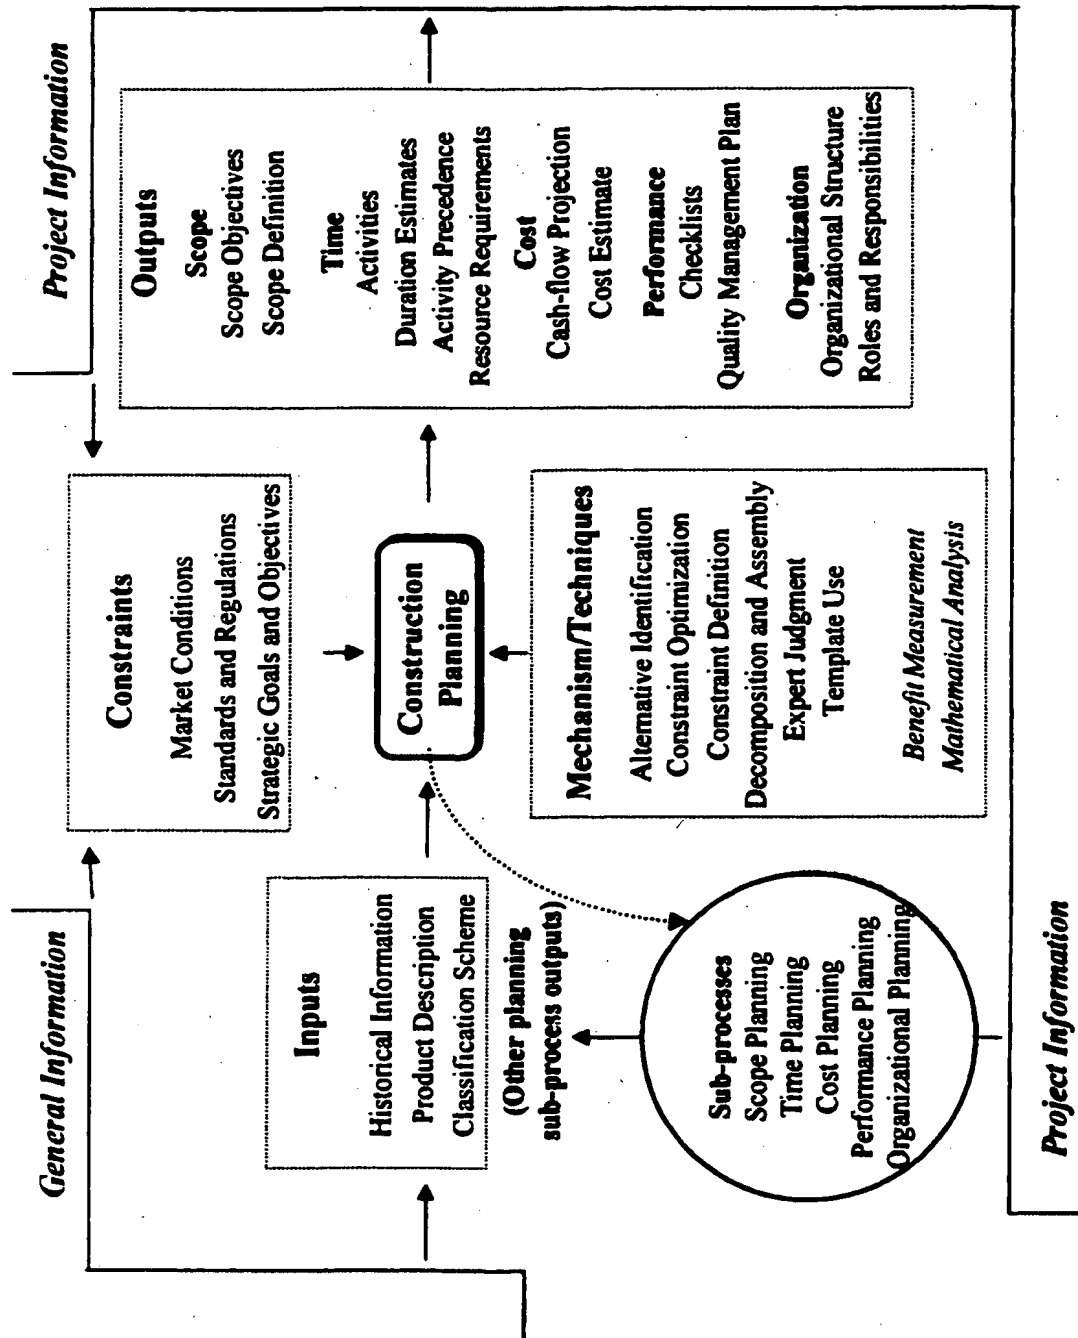 General Information
Project Information
Constraints
Market Conditions
Standards and Regulations
Strategic Goals and Objectives
Inputs
Historical Information
Product Description
Classification Scheme
(Other planning
sub-process outputs)
Construction
Planning
Outputs
Scope
Scope Objectives
Scope Definition
Time
Activities
Duration Estimates
Activity Precedence
Resource Requirements
Cost
Cash-flow Projection
Cost Estimate
Performance
Checklists
Quality Management Plan
Organization
Organizational Structure
Roles and Responsibilities
Sub-processes
Scope Planning
Time Planning
Cost Planning
Performance Planning
Organizational Planning
Mechanism/Techniques
Alternative Identification
Constraint Optimization
Constraint Definition
Decomposition and Assembly
Expert Judgment
Template Use
Benefit Measurement
Mathematical Analysis
Project Information